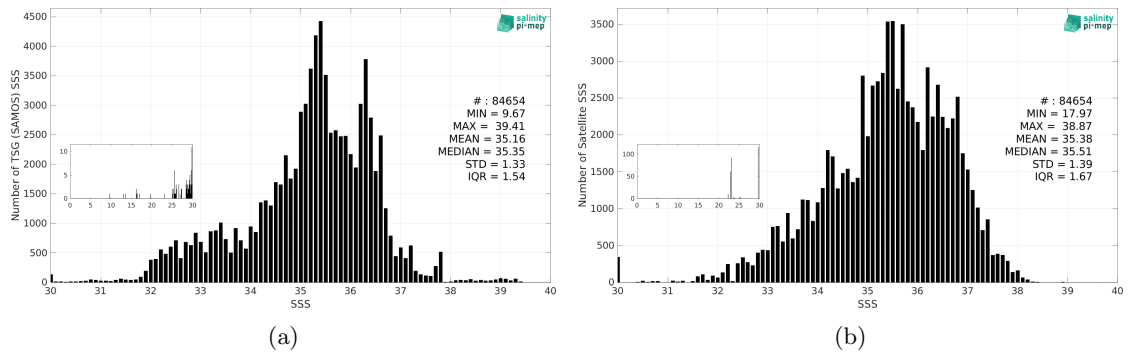 4500
4000
3500
3000
2500
2000
1500
1000
500
0
Number of TSG (SAMOS) SSS
salinity
pi-mep
# : 84654
MIN = 9.67
MAX = 39.41
MEAN = 35.16
MEDIAN = 35.35
STD = 1.33
IQR = 1.54
10
5
0
0 5 10 15 20 25 30
30 31 32 33 34 35 36 37 38 39 40
SSS
(a)
3500
3000
2500
2000
1500
1000
500
0
Number of Satellite SSS
salinity
pi-mep
# : 84654
MIN = 17.97
MAX = 38.87
MEAN = 35.38
MEDIAN = 35.51
STD = 1.39
IQR = 1.67
100
50
0
0 5 10 15 20 25 30
30 31 32 33 34 35 36 37 38 39 40
SSS
(b)